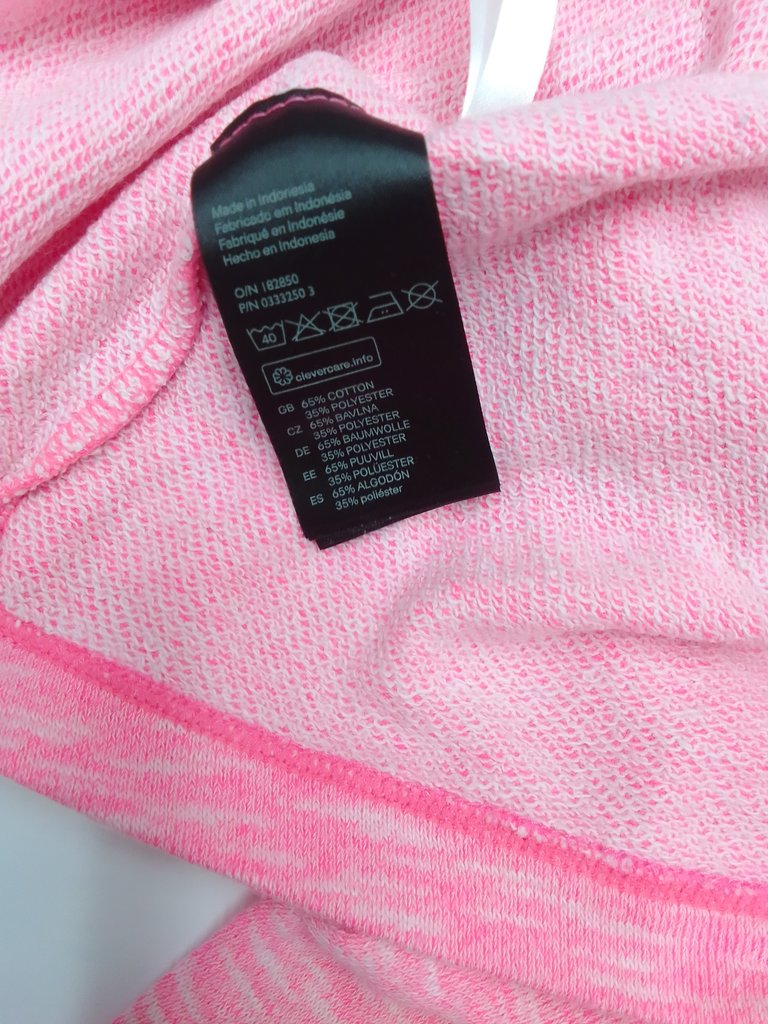 Made in Indonesia
Fabricado em Indonésia
Fabriqué en Indonésie
Hecho en Indonesia
O/N 182850
P/N 0333250 3
40
clevercare.info
GB 65% COTTON
35% POLYESTER
CZ 65% BAVLNA
35% POLYESTER
DE 65% BAUMWOLLE
35% POLYESTER
EE 65% PUUVILL
35% POLÜESTER
ES 65% ALGODÓN
35% poliéster